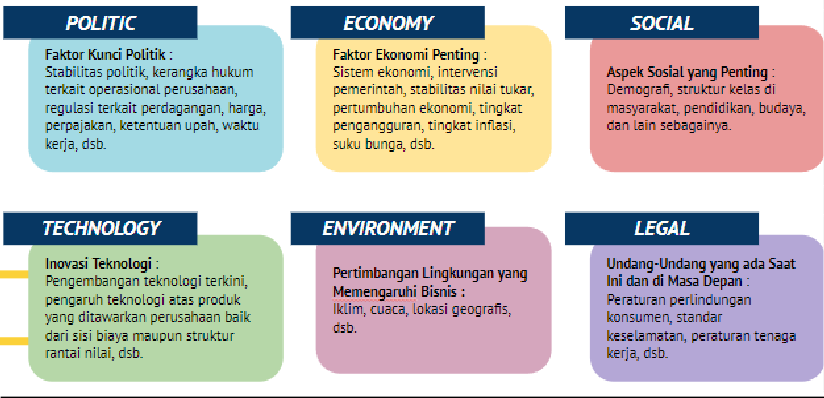 POLITIC
Faktor Kunci Politik :
Stabilitas politik, kerangka hukum
terkait operasional perusahaan,
regulasi terkait perdagangan, harga,
perpajakan, ketentuan upah, waktu
kerja, dsb.
ECONOMY
Faktor Ekonomi Penting :
Sistem ekonomi, intervensi
pemerintah, stabilitas nilai tukar,
pertumbuhan ekonomi, tingkat
pengangguran, tingkat inflasi,
suku bunga, dsb.
SOCIAL
Aspek Sosial yang Penting :
Demografi, struktur kelas di
masyarakat, pendidikan, budaya,
dan lain sebagainya.
TECHNOLOGY
Inovasi Teknologi :
Pengembangan teknologi terkini,
pengaruh teknologi atas produk
yang ditawarkan perusahaan baik
dari sisi biaya maupun struktur
rantai nilai, dsb.
ENVIRONMENT
Pertimbangan Lingkungan yang
Memengaruhi Bisnis :
Iklim, cuaca, lokasi geografis,
dsb.
LEGAL
Undang-Undang yang ada Saat
Ini dan di Masa Depan :
Peraturan perlindungan
konsumen, standar
keselamatan, peraturan tenaga
kerja, dsb.